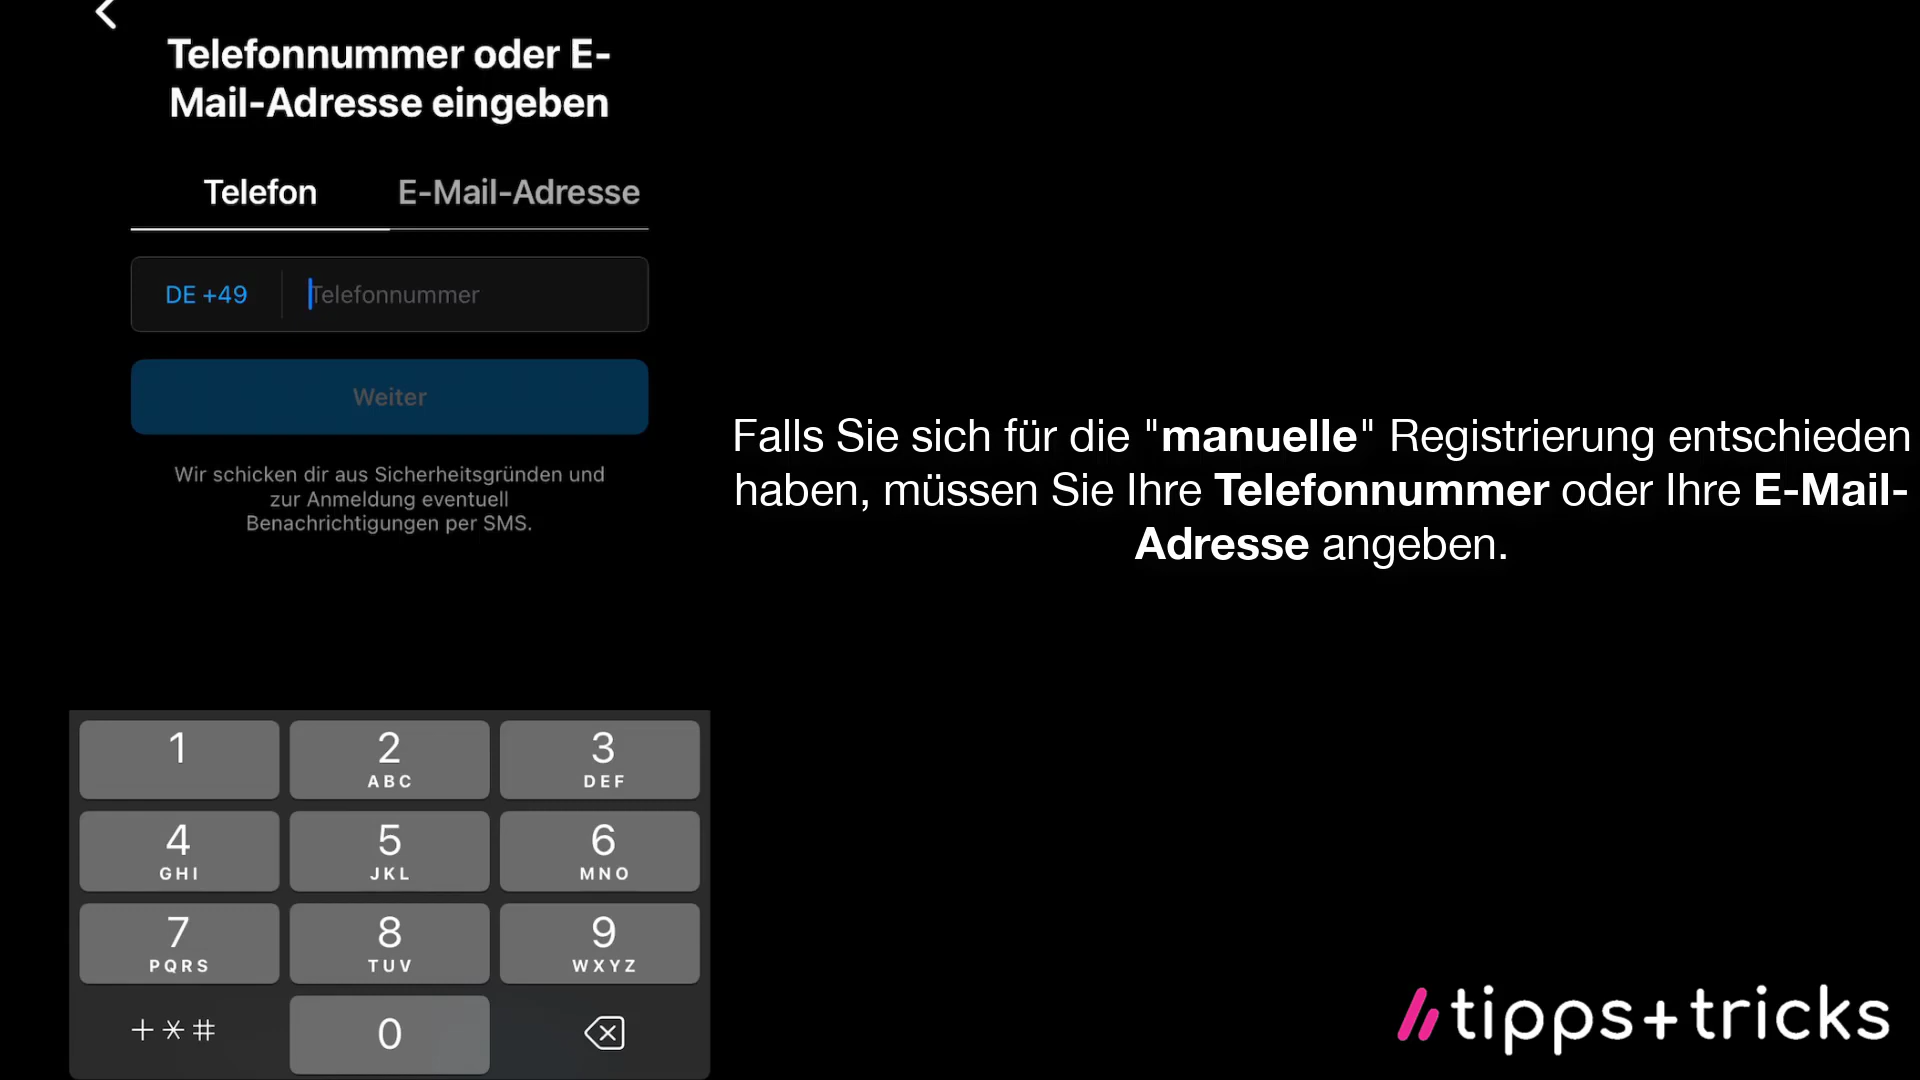 Telefonnummer oder E-
Mail-Adresse eingeben
Telefon E-Mail-Adresse
DE +49 Telefonnummer
Weiter
Wir schicken dir aus Sicherheitsgründen und
zur Anmeldung eventuell
Benachrichtigungen per SMS.
1 2 3
ABC DEF
4 5 6
GHI JKL MNO
7 8 9
PQRS TUV WXYZ
+*# 0
Falls Sie sich für die "manuelle" Registrierung entschieden
haben, müssen Sie Ihre Telefonnummer oder Ihre E-Mail-
Adresse angeben.
tipps+tricks